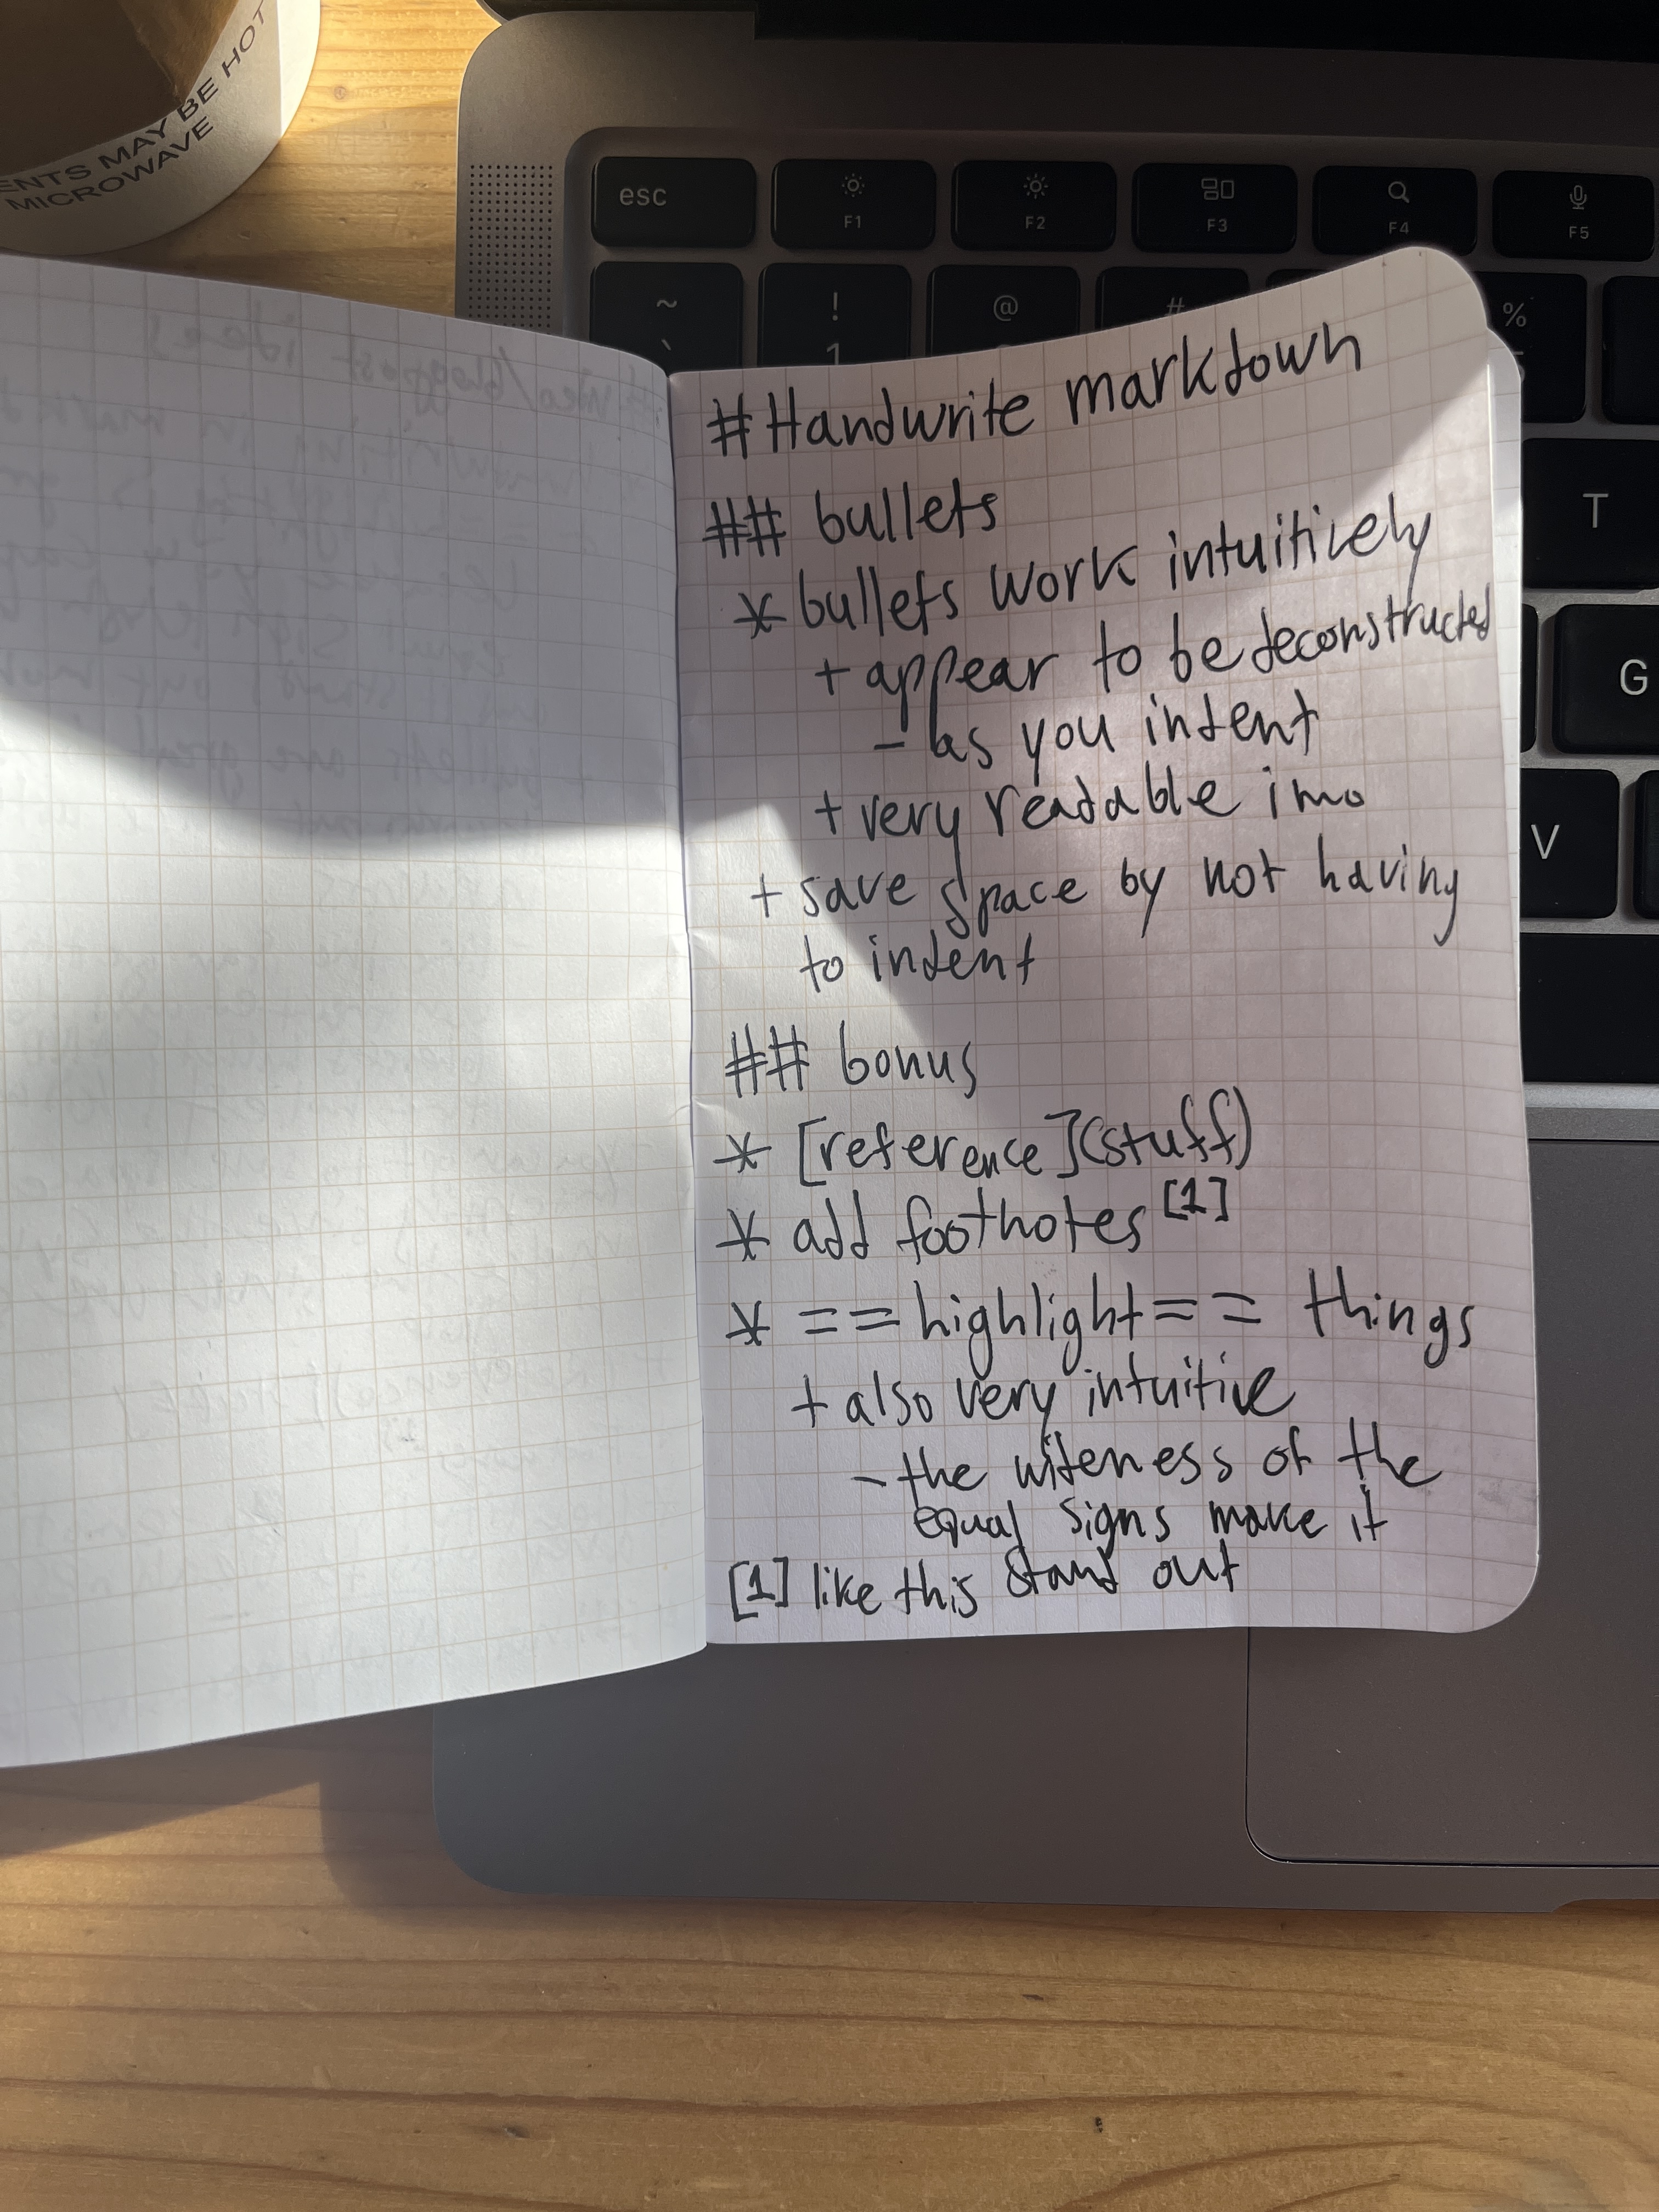 ENTS MAY BE HOT
MICROWAVE
esc
F1
F2
F3
F4
F5
~
!
@
#
%
`
1
T
G
V
# Handwrite markdown
## bullets
* bullets work intuitively
+ appear to be deconstructed
- as you indent
+ very readable imo
+ save space by not having
to indent
## bonus
* [reference](stuff)
* add footnotes [1]
* ==highlight== things
+ also very intuitive
- the witeness of the
equal signs make it
stand out
[1] like this